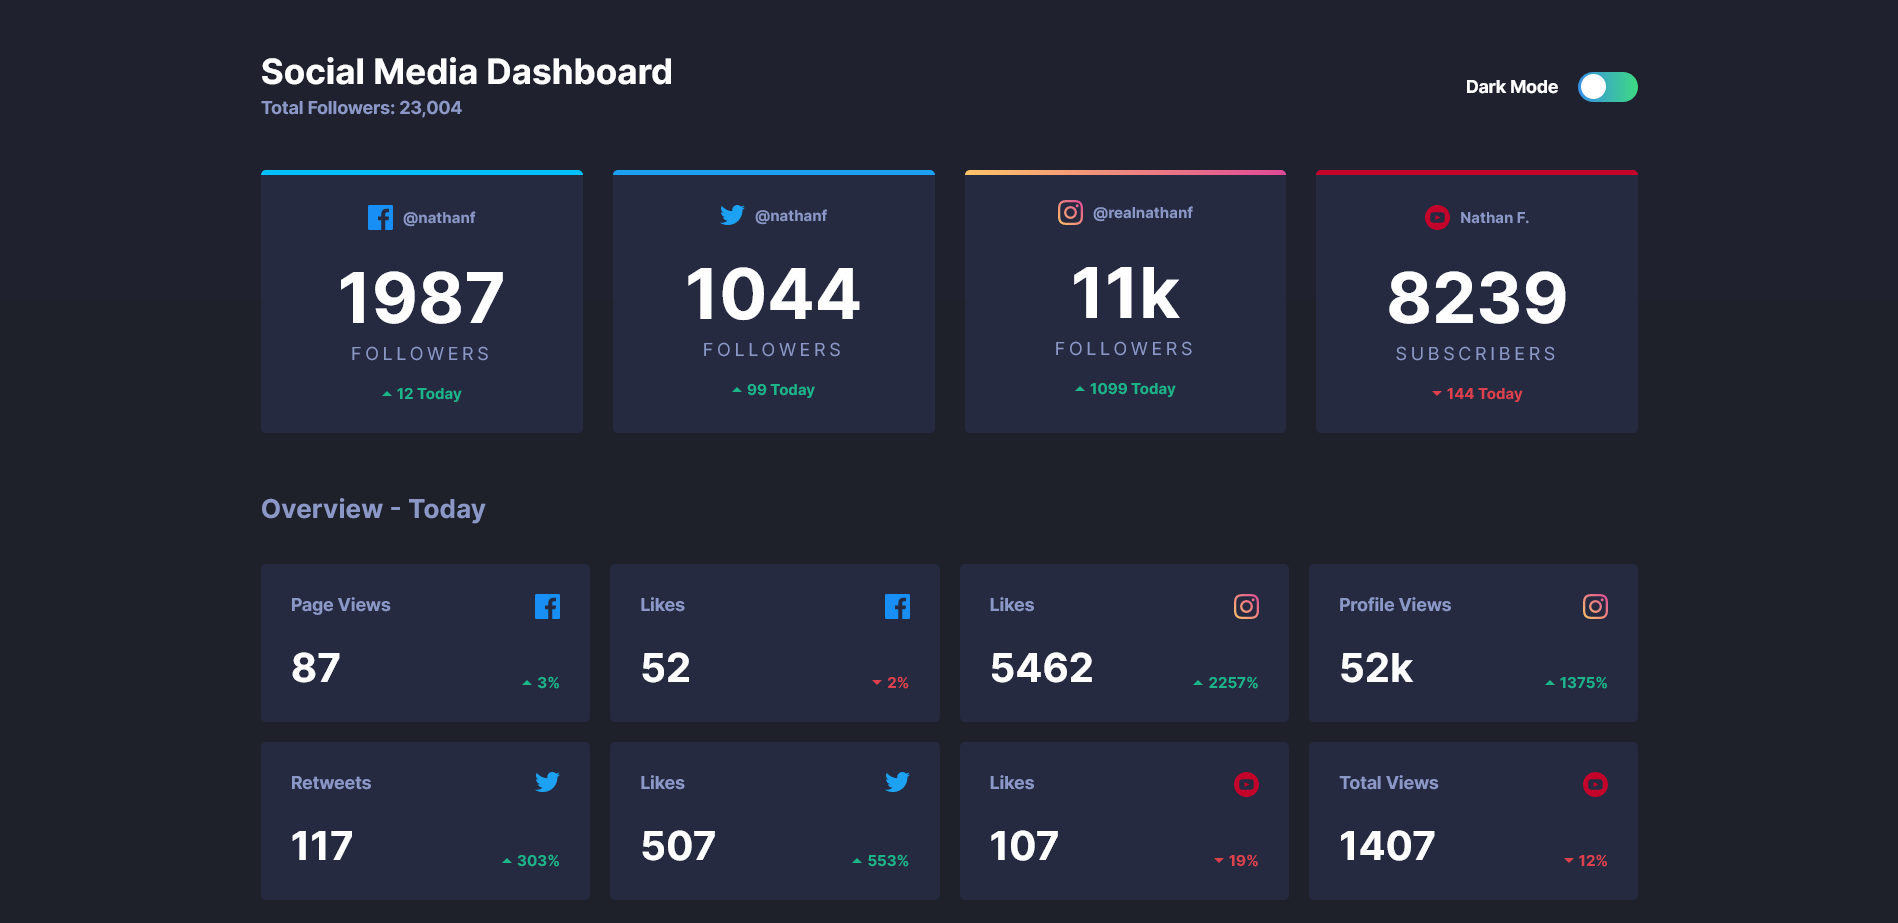 Social Media Dashboard
Total Followers: 23,004
Dark Mode
@nathanf
1987
FOLLOWERS
12 Today
@nathanf
1044
FOLLOWERS
99 Today
@realnathanf
11k
FOLLOWERS
1099 Today
Nathan F.
8239
SUBSCRIBERS
144 Today
Overview - Today
Page Views
87
3%
Likes
52
2%
Likes
5462
2257%
Profile Views
52k
1375%
Retweets
117
303%
Likes
507
553%
Likes
107
19%
Total Views
1407
12%